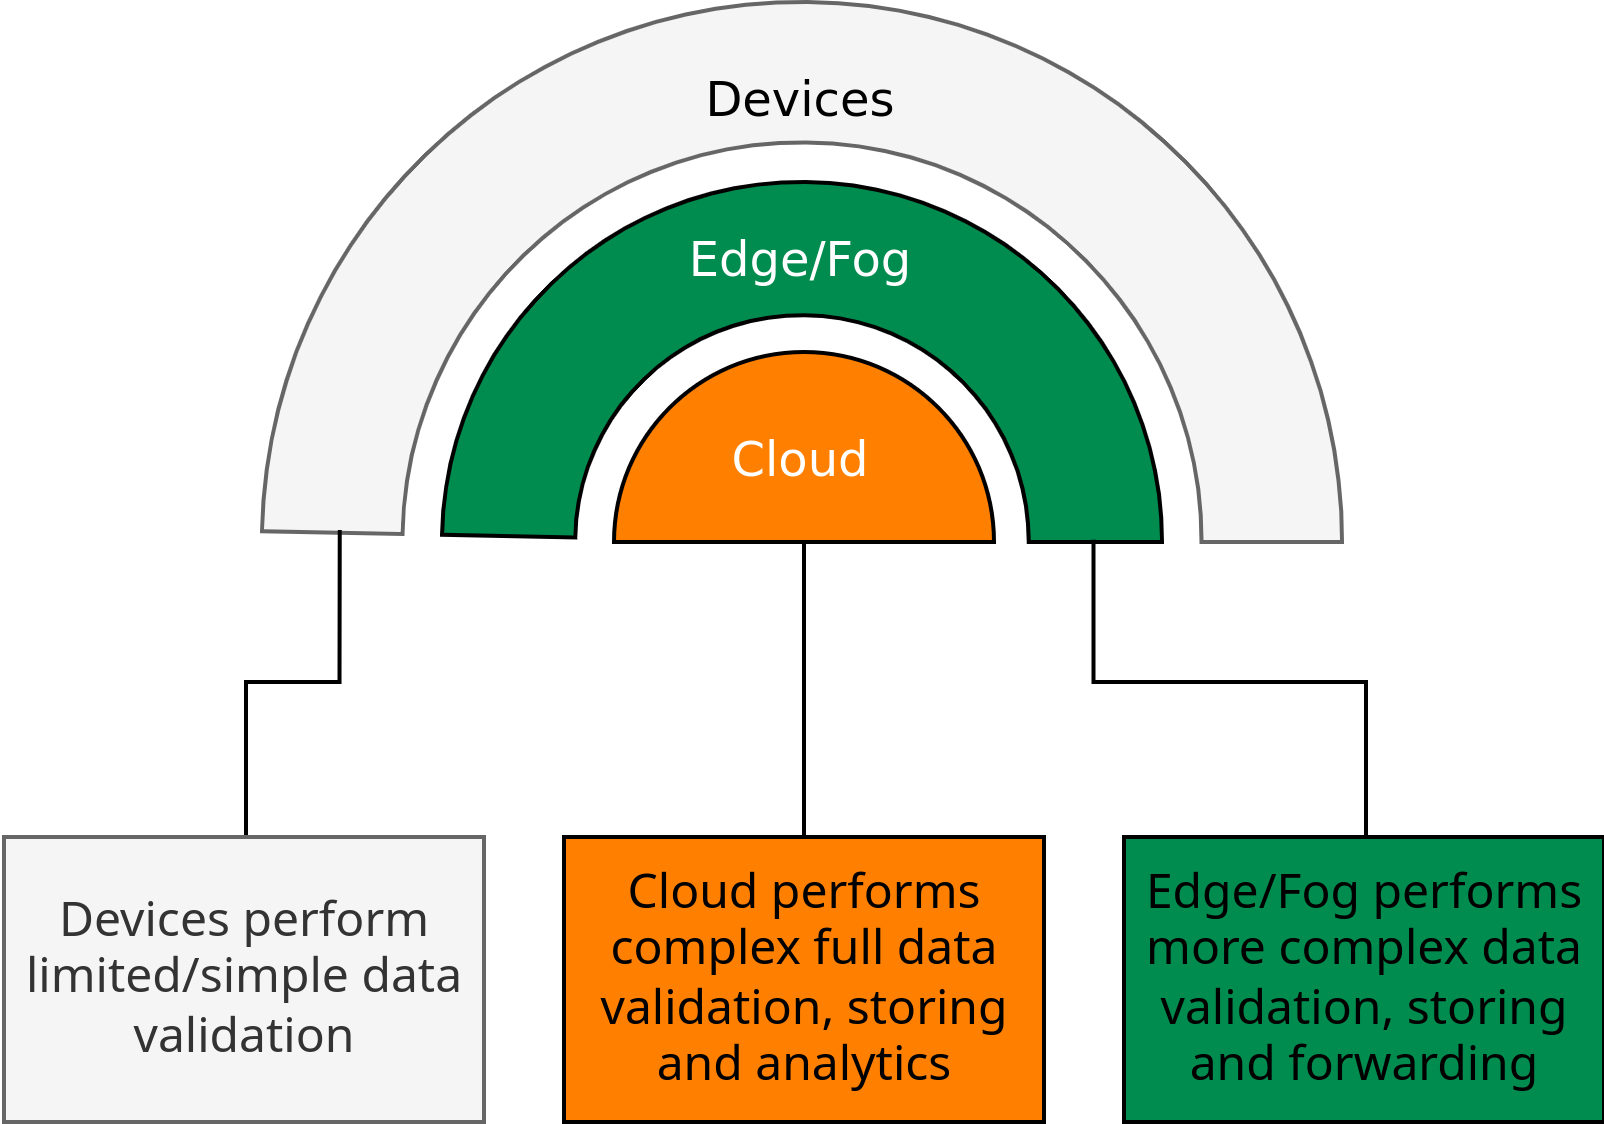 Devices
Edge/Fog
Cloud
Devices perform
limited/simple data
validation
Cloud performs
complex full data
validation, storing
and analytics
Edge/Fog performs
more complex data
validation, storing
and forwarding